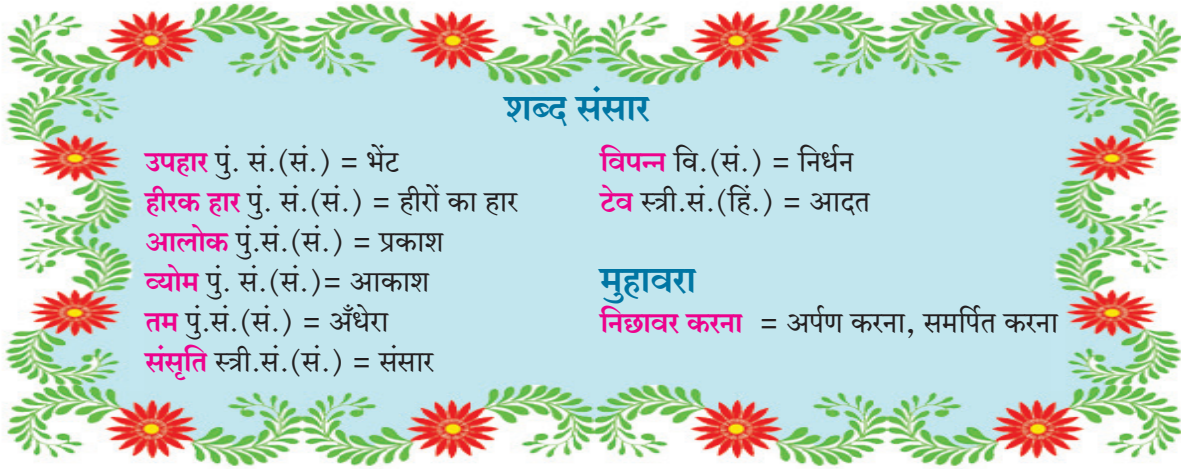 शब्द संसार
उपहार पुं. सं.(सं.) = भेंट
हीरक हार पुं. सं.(सं.) = हीरों का हार
आलोक पुं.सं.(सं.) = प्रकाश
व्योम पुं. सं.(सं.)= आकाश
तम पुं.सं.(सं.) = अँधेरा
संसृति स्त्री.सं.(सं.) = संसार
विपन्न वि.(सं.) = निर्धन
टेव स्त्री.सं.(हिं.) = आदत
मुहावरा
निछावर करना = अर्पण करना, समर्पित करना